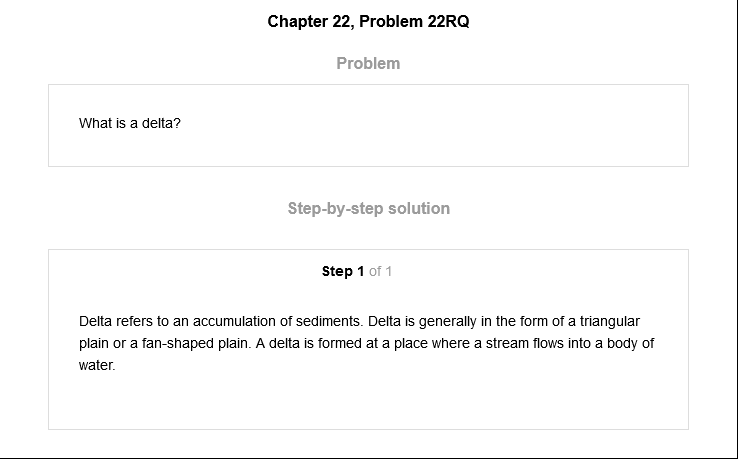 Chapter 22, Problem 22RQ
Problem
What is a delta?
Step-by-step solution
Step 1 of 1
Delta refers to an accumulation of sediments. Delta is generally in the form of a triangular
plain or a fan-shaped plain. A delta is formed at a place where a stream flows into a body of
water.